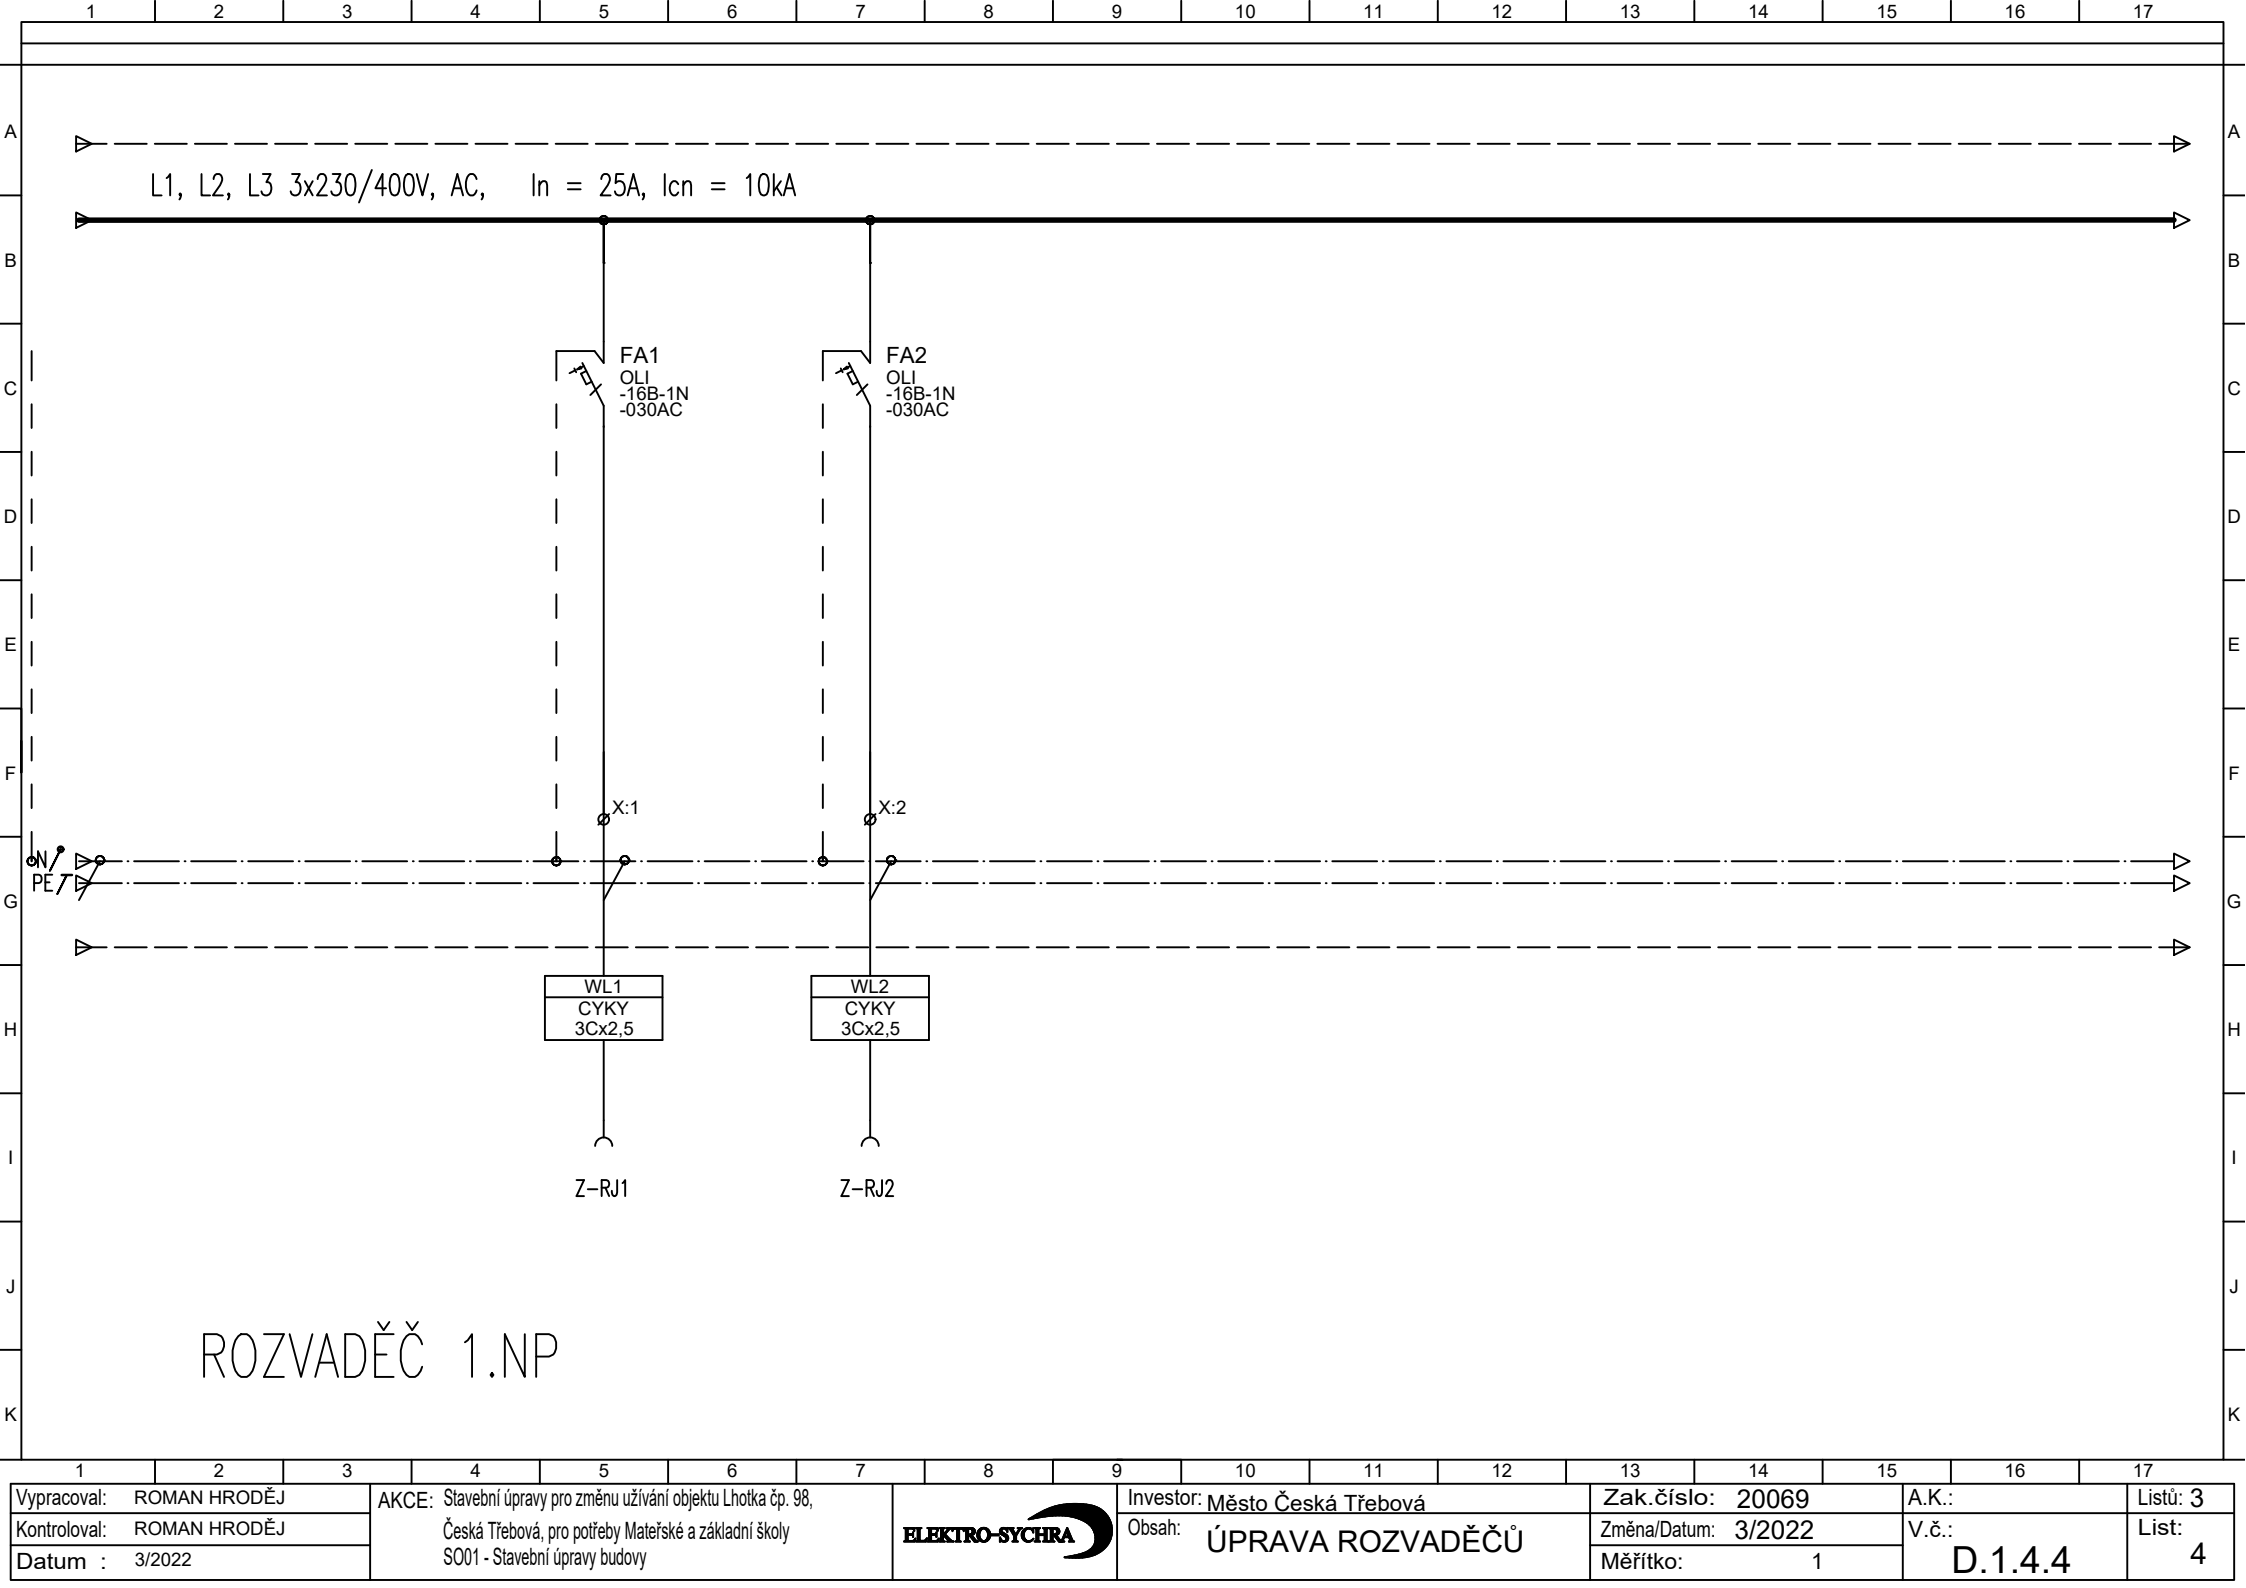 1 2 3 4 5 6 7 8 9 10 11 12 13 14 15 16 17
A A
L1, L2, L3 3x230/400V, AC, In = 25A, Icn = 10kA
B B
FA1
OLI
-16B-1N
-030AC
FA2
OLI
-16B-1N
-030AC
C C
D D
E E
F F
X:1
X:2
N
PE
G G
WL1
CYKY
3Cx2,5
WL2
CYKY
3Cx2,5
H H
I I
Z-RJ1
Z-RJ2
J J
ROZVADĚČ 1.NP
K K
1 2 3 4 5 6 7 8 9 10 11 12 13 14 15 16 17
Vypracoval: ROMAN HRODĚJ
Kontroloval: ROMAN HRODĚJ
Datum : 3/2022
AKCE: Stavební úpravy pro změnu užívání objektu Lhotka čp. 98,
Česká Třebová, pro potřeby Mateřské a základní školy
SO01 - Stavební úpravy budovy
ELEKTRO-SYCHRA
Investor: Město Česká Třebová
Obsah: ÚPRAVA ROZVADĚČŮ
Zak.číslo: 20069
Změna/Datum: 3/2022
Měřítko: 1
A.K.:
V.č.:
D.1.4.4
Listů: 3
List:
4